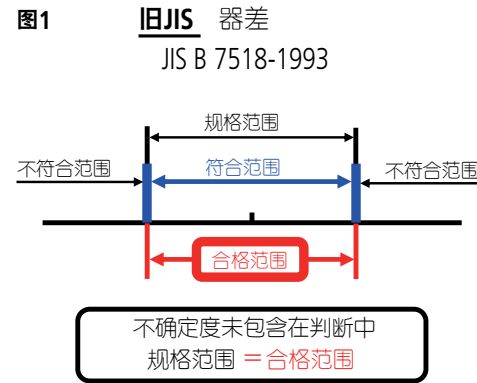 图1 旧JIS 器差
JIS B 7518-1993
规格范围
不符合范围 符合范围 不符合范围
合格范围
不确定度未包含在判断中
规格范围 ＝合格范围